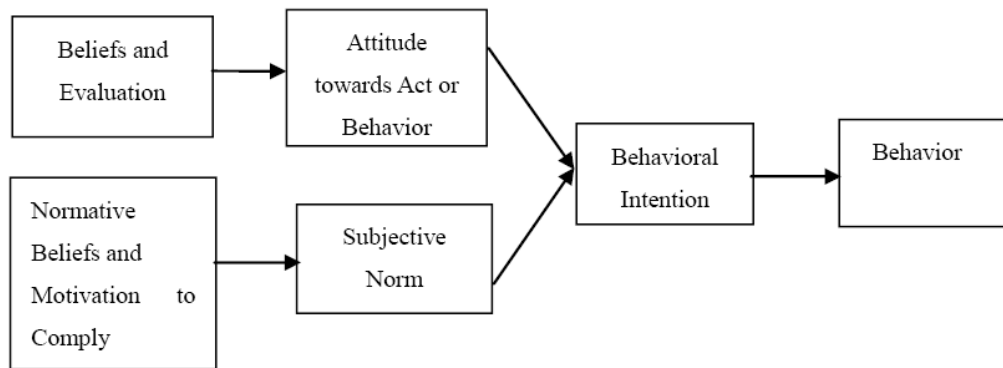 Beliefs and
Evaluation
Attitude
towards Act or
Behavior
Normative
Beliefs and
Motivation to
Comply
Subjective
Norm
Behavioral
Intention
Behavior